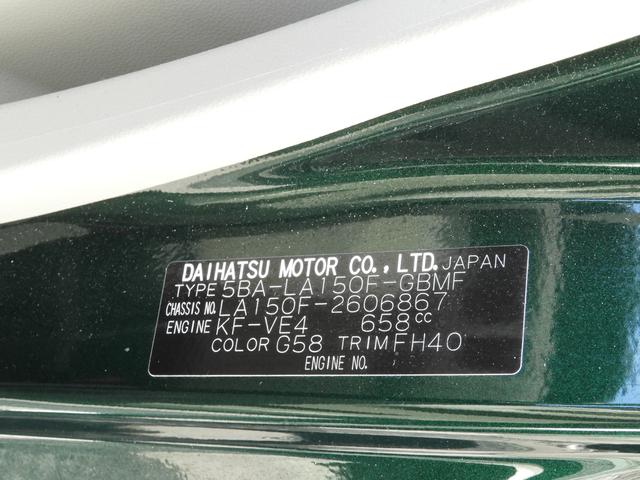 DAIHATSU MOTOR CO., LTD. JAPAN
TYPE 5BA-LA150F-GBMF
CHASSIS NO. LA150F-2606867
ENGINE KF-VE4 658cc
COLOR G58 TRIM FH40
ENGINE NO.